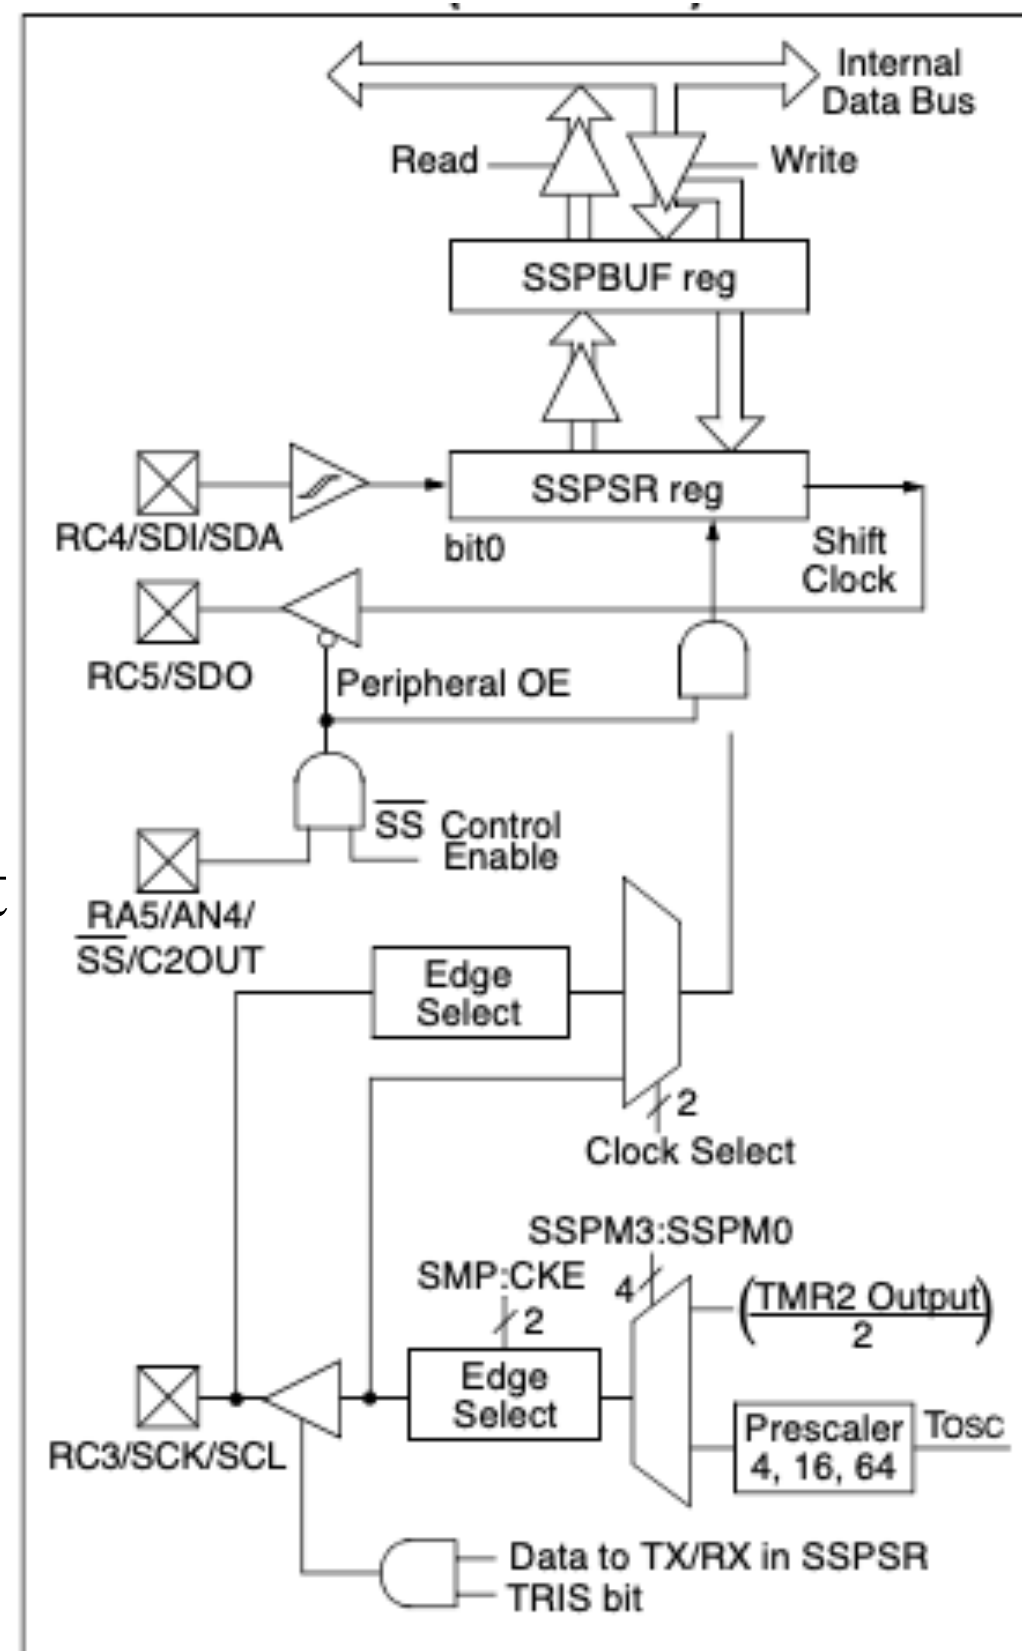 Internal
Data Bus
Read
Write
SSPBUF reg
SSPSR reg
RC4/SDI/SDA
bit0
Shift
Clock
RC5/SDO
Peripheral OE
SS Control
Enable
RA5/AN4/
SS/C2OUT
Edge
Select
2
Clock Select
SSPM3:SSPM0
SMP:CKE
4
2
(TMR2 Output)
2
Edge
Select
Prescaler
4, 16, 64
TOSC
RC3/SCK/SCL
Data to TX/RX in SSPSR
TRIS bit